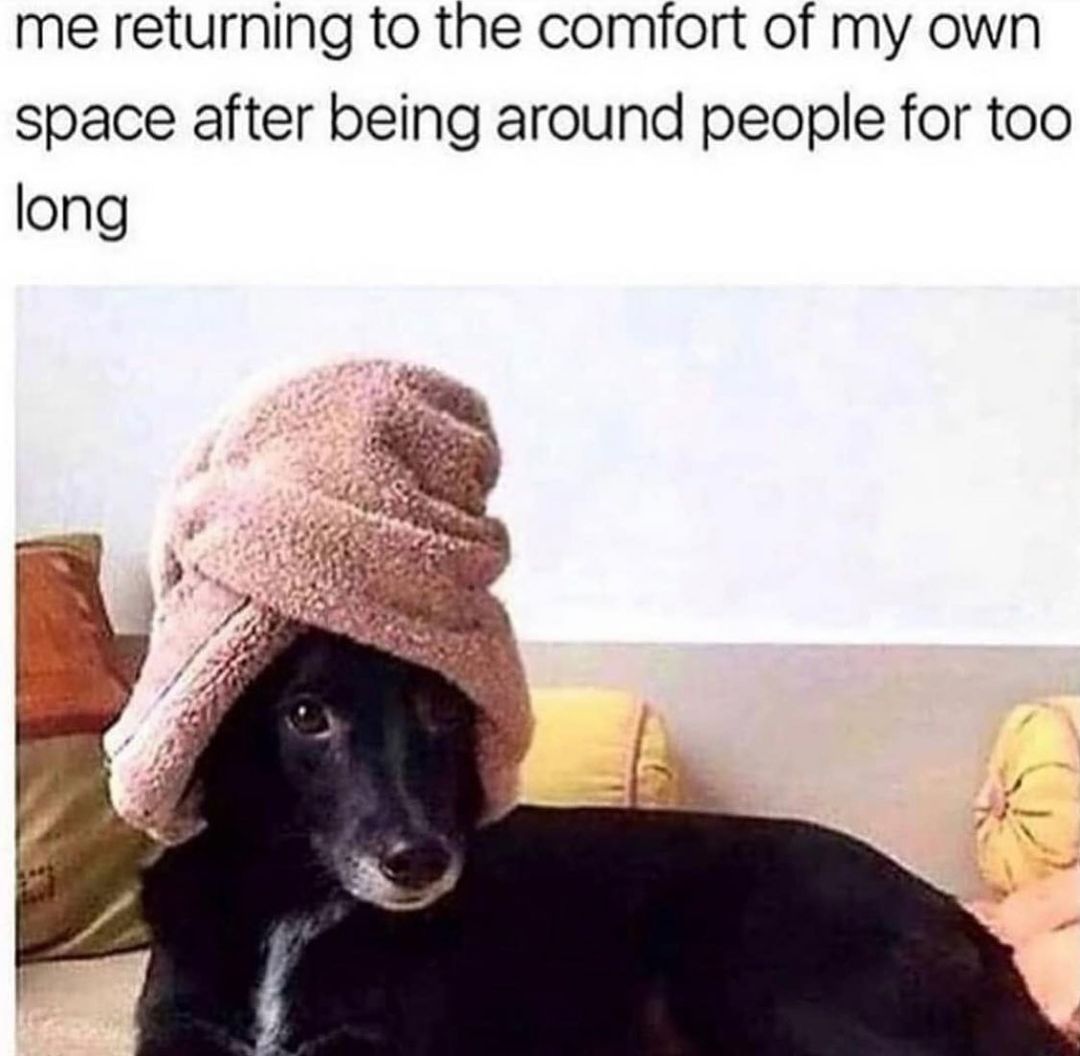 me returning to the comfort of my own
space after being around people for too
long